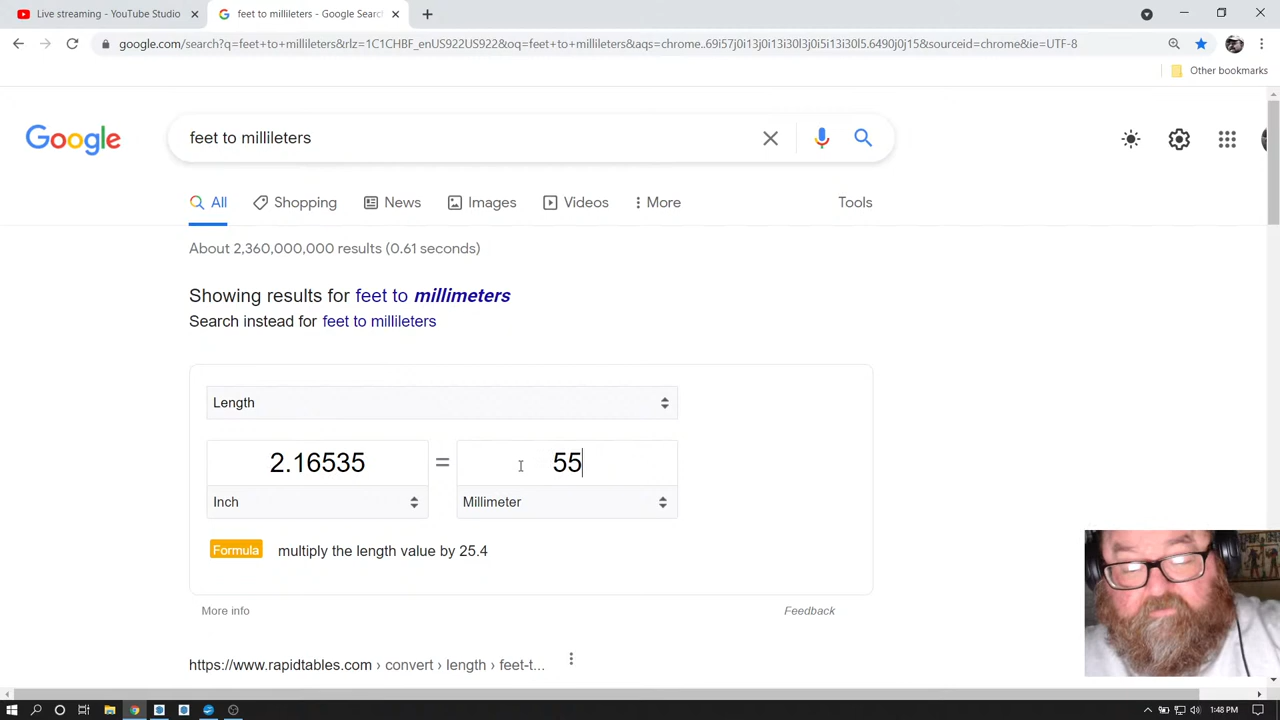 Live streaming - YouTube Studio
feet to millileters - Google Searc
google.com/search?q=feet+to+millileters&rlz=1C1CHBF_enUS922US922&oq=feet+to+millileters&aqs=chrome..69i57j0i13j0i13i30l3j0i5i13i30l5.6490j0j15&sourceid=chrome&ie=UTF-8
Other bookmarks
Google
feet to millileters
All
Shopping
News
Images
Videos
More
Tools
About 2,360,000,000 results (0.61 seconds)
Showing results for feet to millimeters
Search instead for feet to millileters
Length
2.16535 = 55
Inch
Millimeter
Formula multiply the length value by 25.4
More info
Feedback
https://www.rapidtables.com › convert › length › feet-t...
1:48 PM